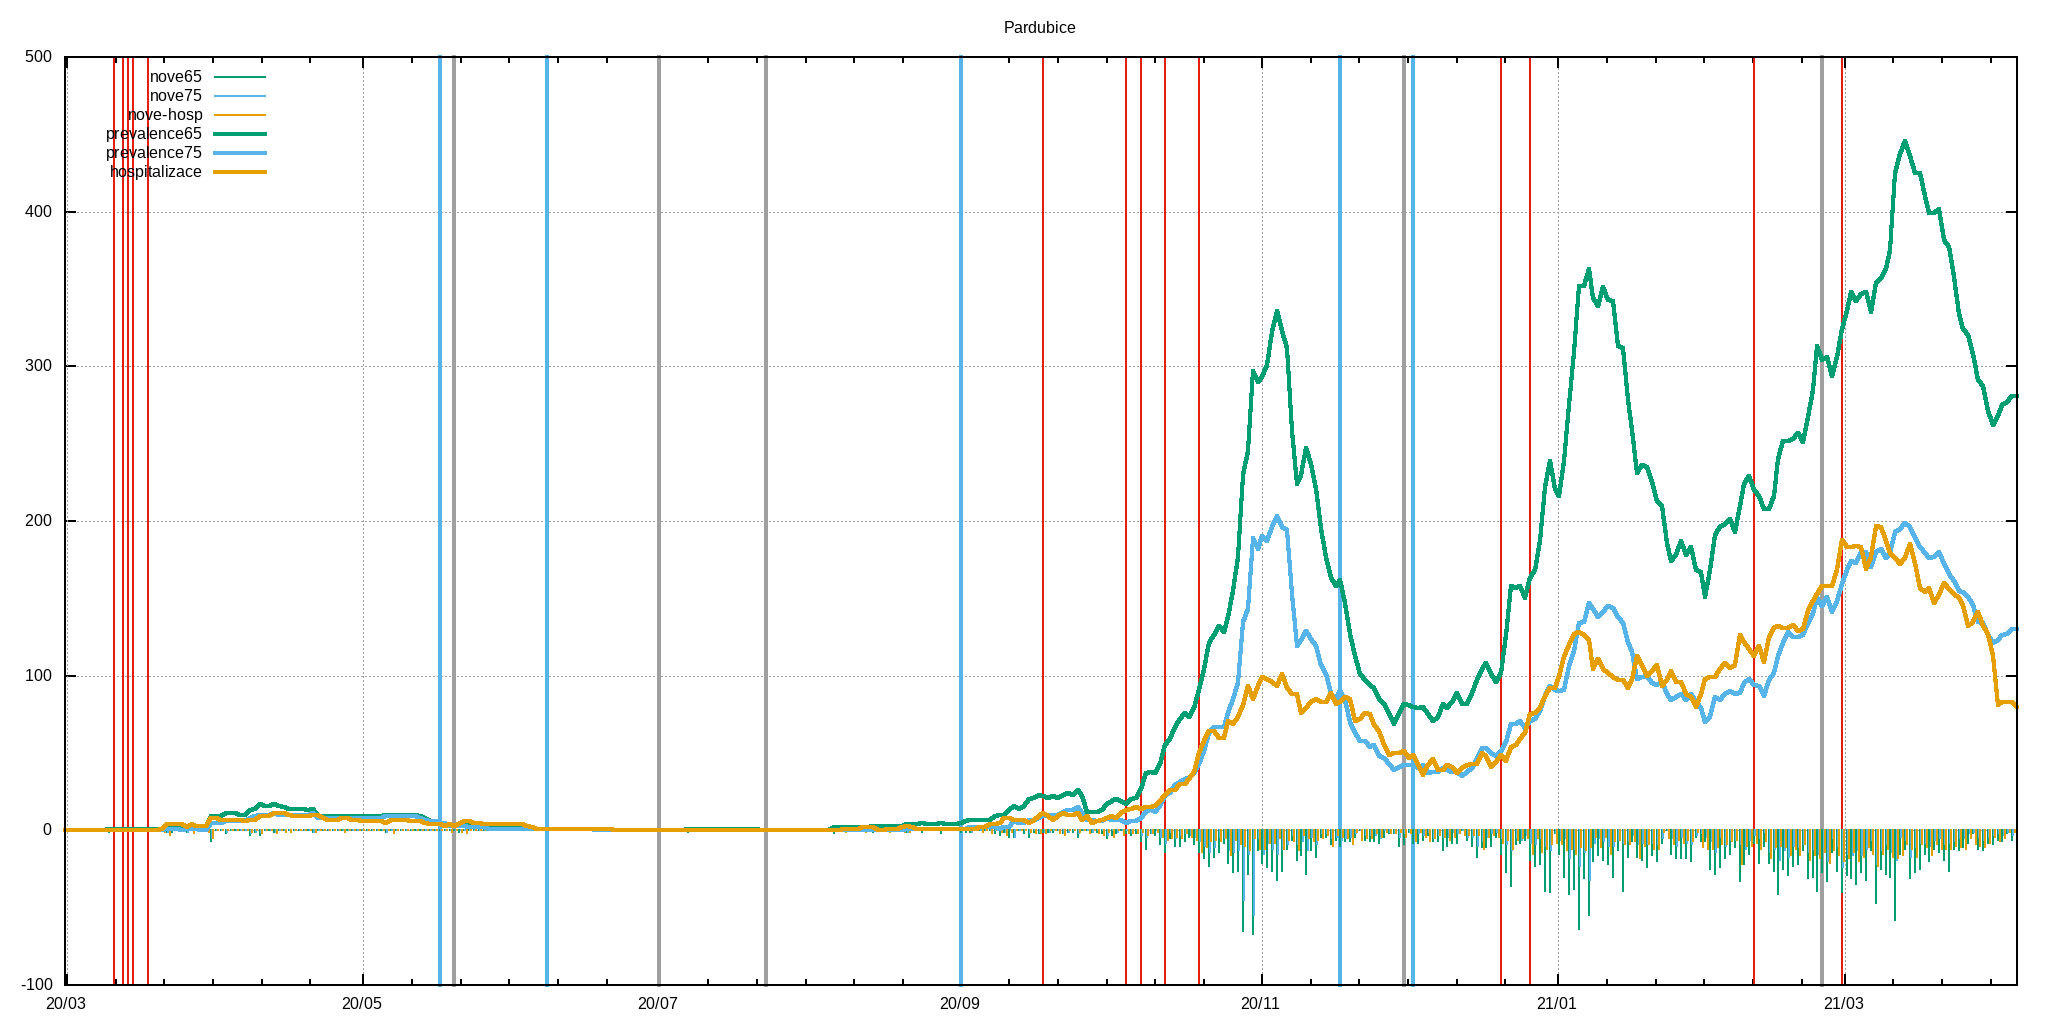 Pardubice
500
nove65
nove75
nove-hosp
prevalence65
prevalence75
hospitalizace
400
300
200
100
0
-100
20/03 20/05 20/07 20/09 20/11 21/01 21/03